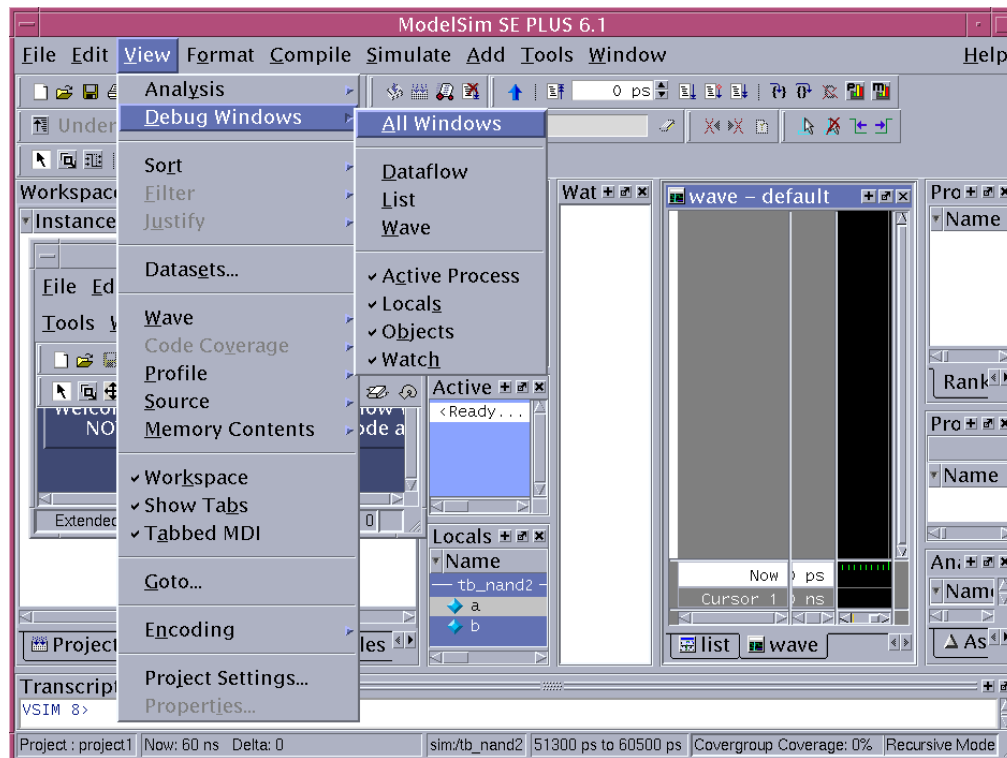 ModelSim SE PLUS 6.1
File Edit View Format Compile Simulate Add Tools Window Help
Analysis
Debug Windows
Sort
Filter
Justify
Datasets...
Wave
Code Coverage
Profile
Source
Memory Contents
Workspace
Show Tabs
Tabbed MDI
Goto...
Encoding
Project Settings...
Properties...
All Windows
Dataflow
List
Wave
Active Process
Locals
Objects
Watch
0 ps
Under
Workspac
Instance
File Ed
Tools
NO
ode a
Extended
0
Project
les
Active
<Ready...
Locals
Name
tb_nand2
a
b
Wat
wave - default
Now
ps
Cursor 1
ns
list
wave
Pro
Name
Rank
Pro
Name
Ana
Nam
As
Transcript
VSIM 8>
Project : project1 Now: 60 ns Delta: 0 sim:/tb_nand2 51300 ps to 60500 ps Covergroup Coverage: 0% Recursive Mode